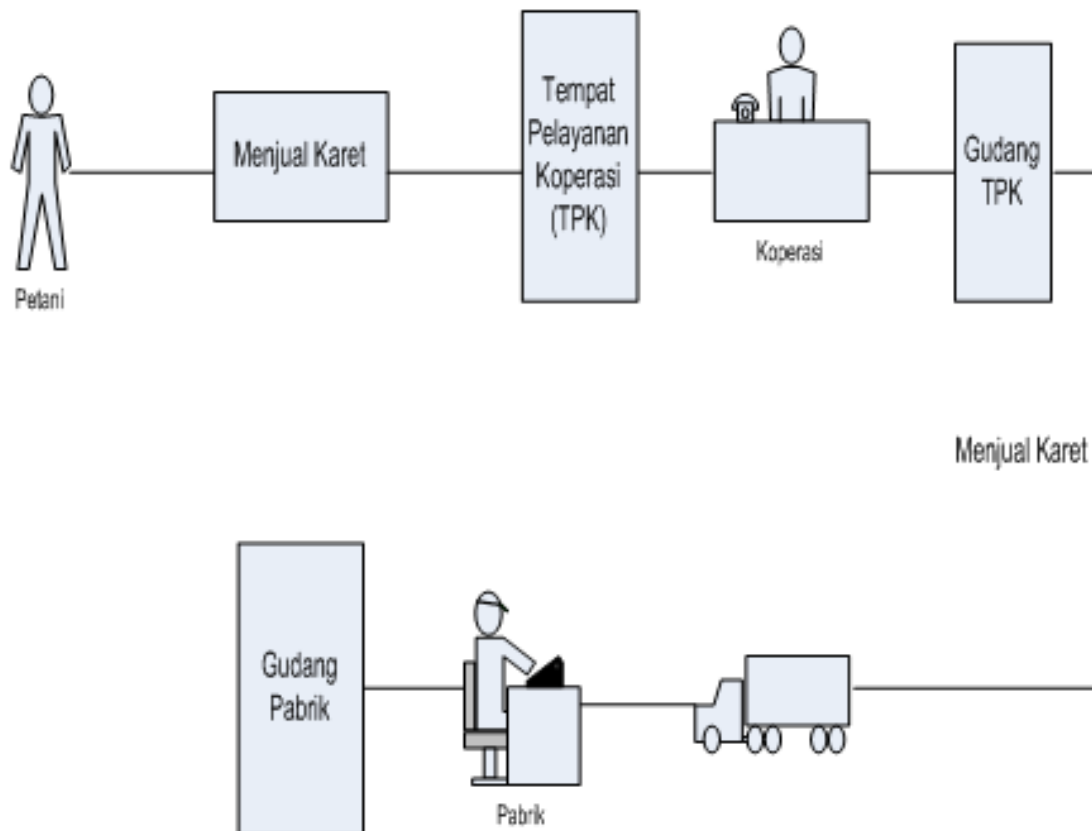 Petani
Menjual Karet
Tempat
Pelayanan
Koperasi
(TPK)
Koperasi
Gudang
TPK
Menjual Karet
Gudang
Pabrik
Pabrik